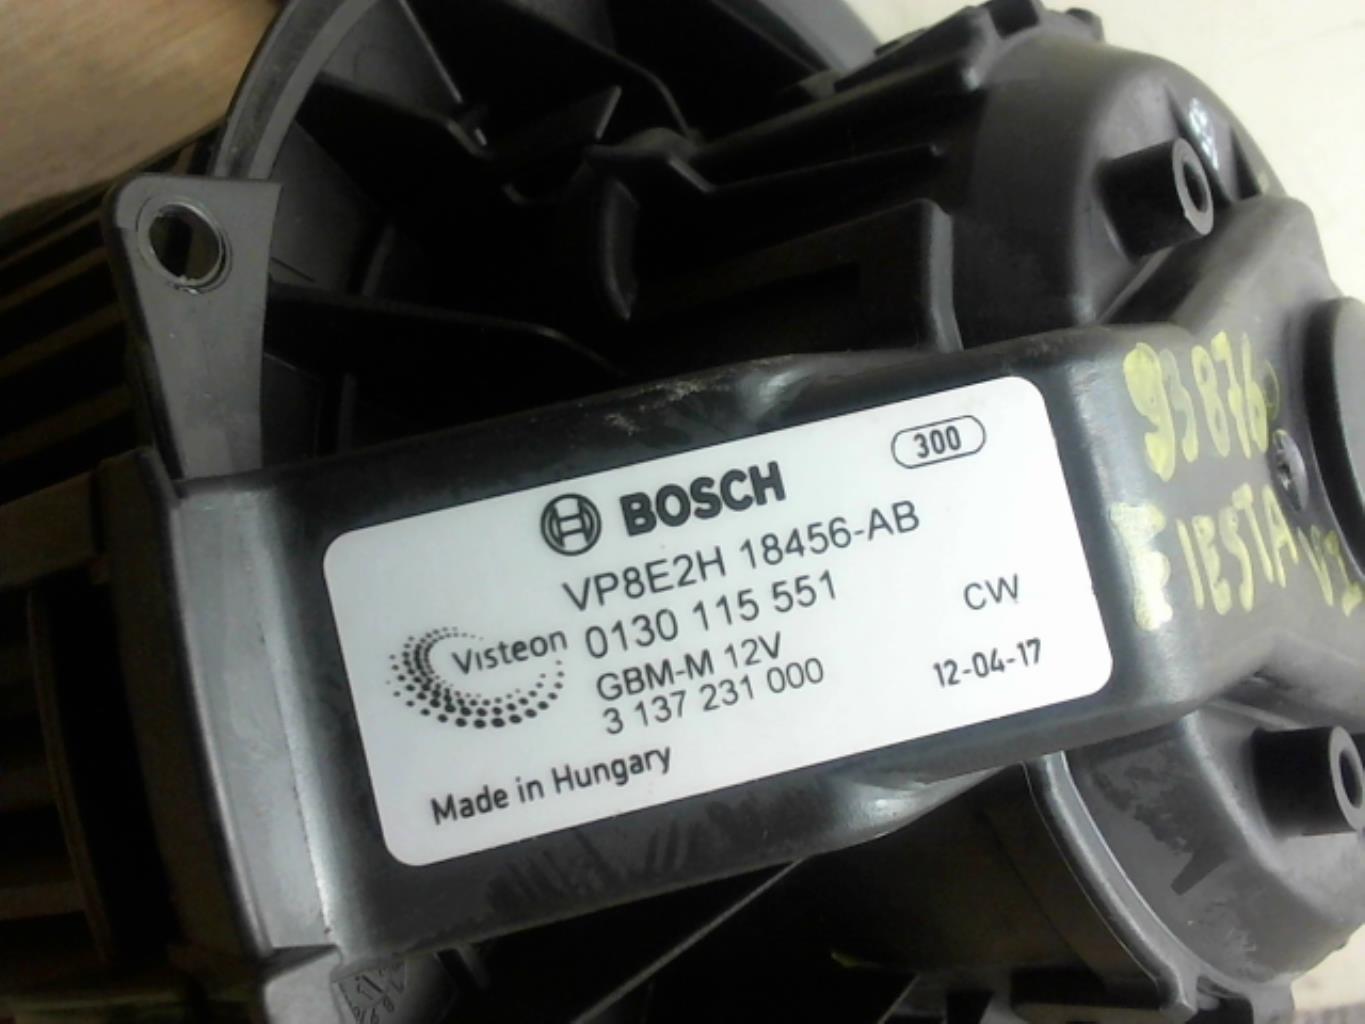 300
BOSCH
VP8E2H 18456-AB
0130 115 551
CW
Visteon
GBM-M 12V
3 137 231 000
12-04-17
Made in Hungary
93876
FIESTA